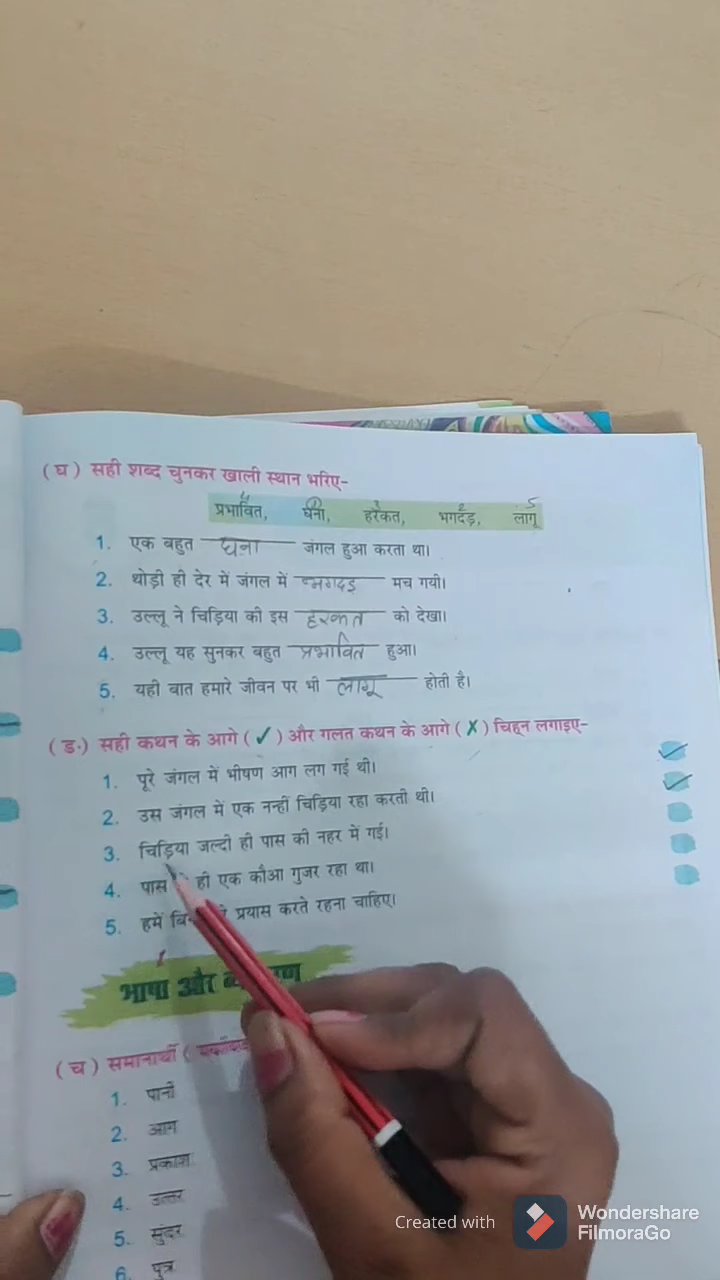 (घ) सही शब्द चुनकर खाली स्थान भरिए-
प्रभावित, घना, हरकत, भगदड़, लागू
1. एक बहुत घना जंगल हुआ करता था।
2. थोड़ी ही देर में जंगल में भगदड़ मच गयी।
3. उल्लू ने चिड़िया की इस हरकत को देखा।
4. उल्लू यह सुनकर बहुत प्रभावित हुआ।
5. यही बात हमारे जीवन पर भी लागू होती है।
(ङ) सही कथन के आगे (✓) और गलत कथन के आगे (✗) चिह्न लगाइए-
1. पूरे जंगल में भीषण आग लग गई थी। ✓
2. उस जंगल में एक नन्हीं चिड़िया रहा करती थी। ✓
3. चिड़िया जल्दी ही पास की नहर में गई।
4. पास ही एक कौआ गुजर रहा था।
5. हमें प्रयास करते रहना चाहिए।
भाषा और
(च) समानार्थी (
1. पानी
2. आग
3. प्रकाश
4. उत्तर
5. सुंदर
6. पुत्र
Created with Wondershare FilmoraGo